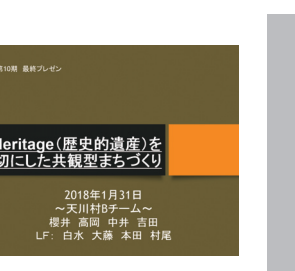 第10期 最終プレゼン
Heritage(歴史的遺産)を
切にした共観型まちづくり
2018年1月31日
~天川村Bチーム~
櫻井 高岡 中井 吉田
LF: 白水 大藤 本田 村尾